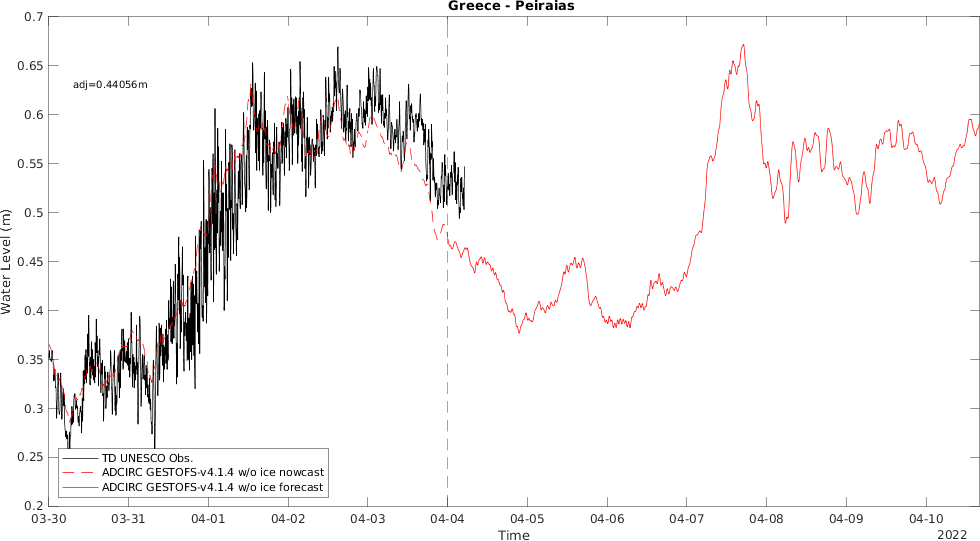 Greece - Peiraias
0.7
0.65
adj=0.44056m
0.6
0.55
0.5
0.45
0.4
0.35
0.3
0.25
0.2
Water Level (m)
TD UNESCO Obs.
ADCIRC GESTOFS-v4.1.4 w/o ice nowcast
ADCIRC GESTOFS-v4.1.4 w/o ice forecast
03-30 03-31 04-01 04-02 04-03 04-04 04-05 04-06 04-07 04-08 04-09 04-10
Time
2022